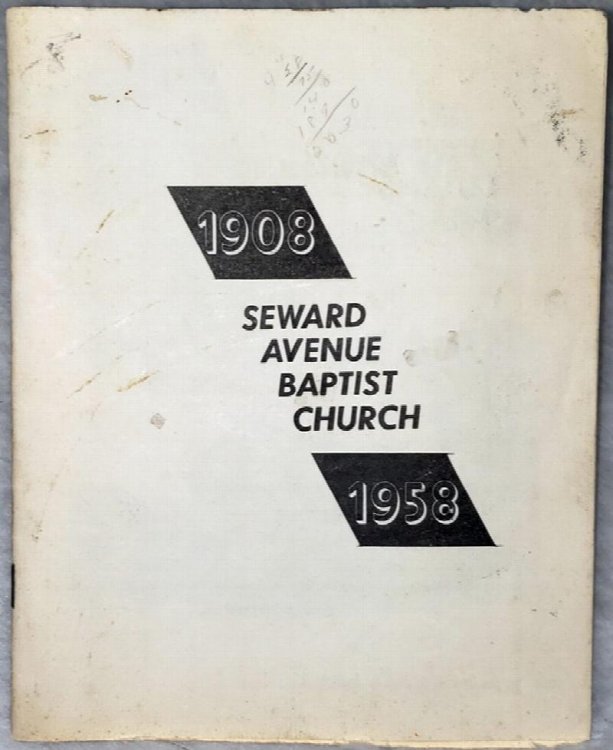 1908
SEWARD
AVENUE
BAPTIST
CHURCH
1958